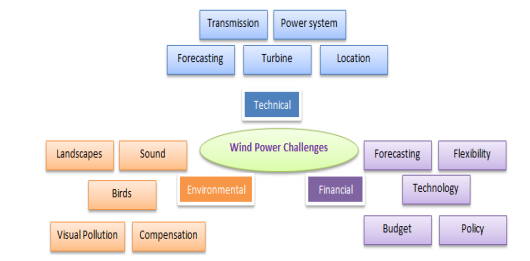 Transmission
Power system
Forecasting
Turbine
Location
Technical
Wind Power Challenges
Landscapes
Sound
Forecasting
Flexibility
Birds
Environmental
Financial
Technology
Visual Pollution
Compensation
Budget
Policy